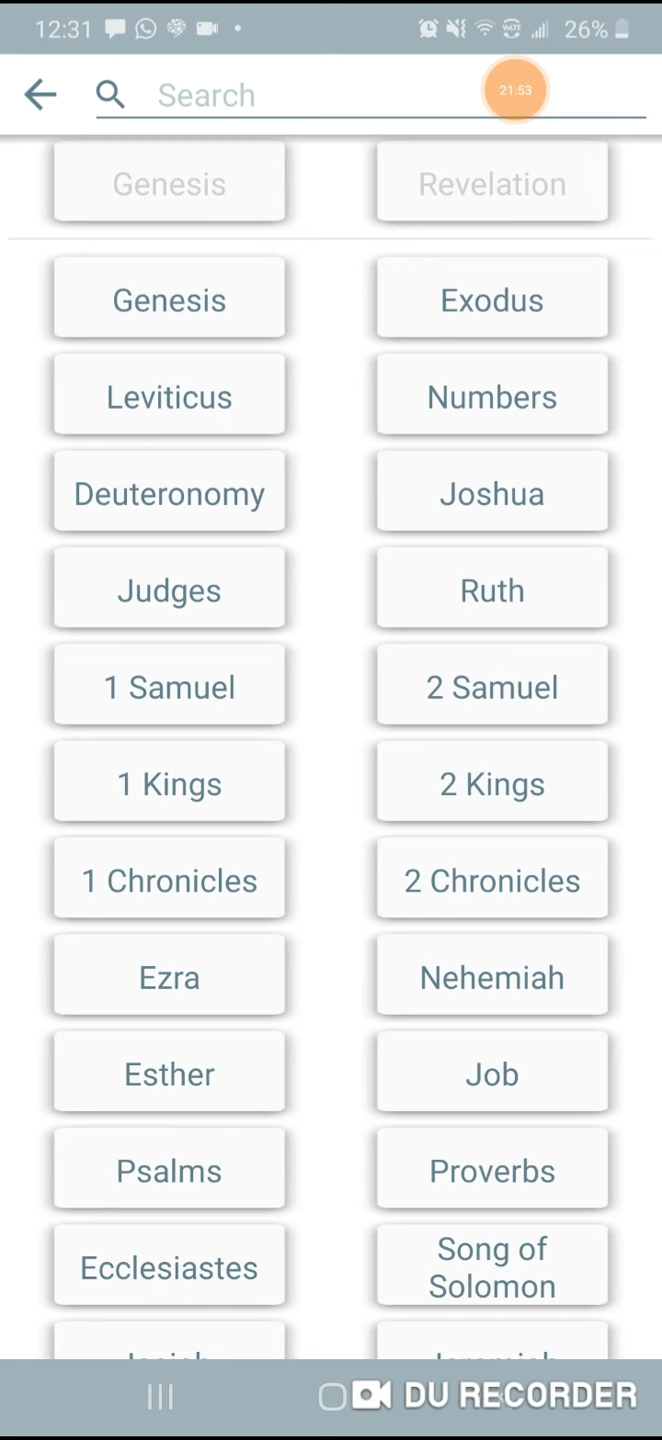 12:31 26%
Search 21:53
Genesis Revelation
Genesis Exodus
Leviticus Numbers
Deuteronomy Joshua
Judges Ruth
1 Samuel 2 Samuel
1 Kings 2 Kings
1 Chronicles 2 Chronicles
Ezra Nehemiah
Esther Job
Psalms Proverbs
Ecclesiastes Song of
Solomon
DU RECORDER